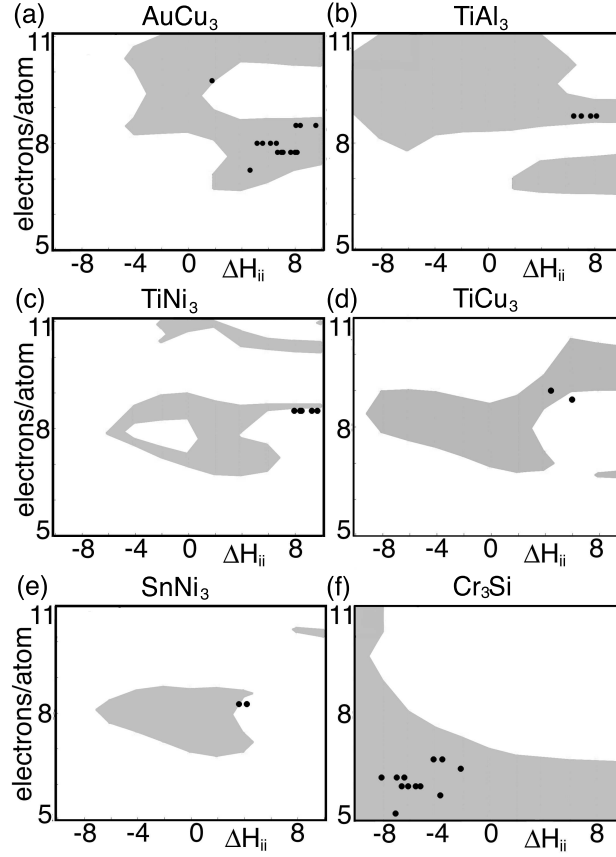 (a) AuCu3 (b) TiAl3
11 11
electrons/atom
8 8
5 5
-8 -4 0 ΔHii 8 -8 -4 0 ΔHii 8
(c) TiNi3 (d) TiCu3
11 11
electrons/atom
8 8
5 5
-8 -4 0 ΔHii 8 -8 -4 0 ΔHii 8
(e) SnNi3 (f) Cr3Si
11 11
electrons/atom
8 8
5 5
-8 -4 0 ΔHii 8 -8 -4 0 ΔHii 8